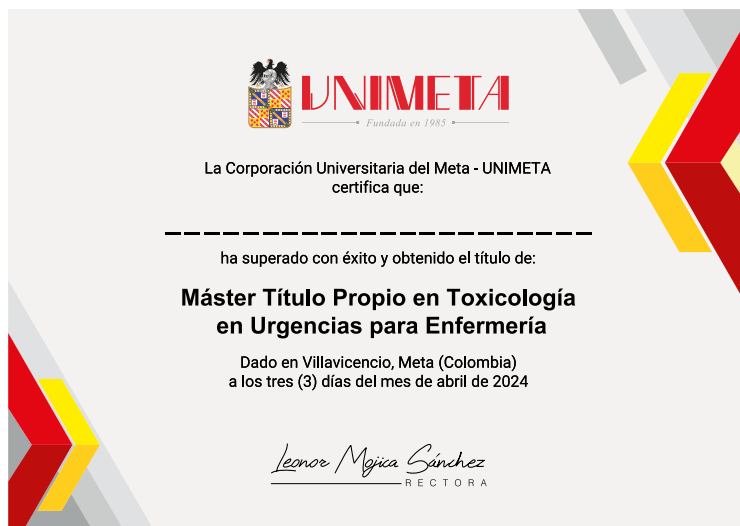 UNIMETA
Fundada en 1985
La Corporación Universitaria del Meta - UNIMETA
certifica que:
ha superado con éxito y obtenido el título de:
Máster Título Propio en Toxicología
en Urgencias para Enfermería
Dado en Villavicencio, Meta (Colombia)
a los tres (3) días del mes de abril de 2024
Leonor Mojica Sánchez
RECTORA